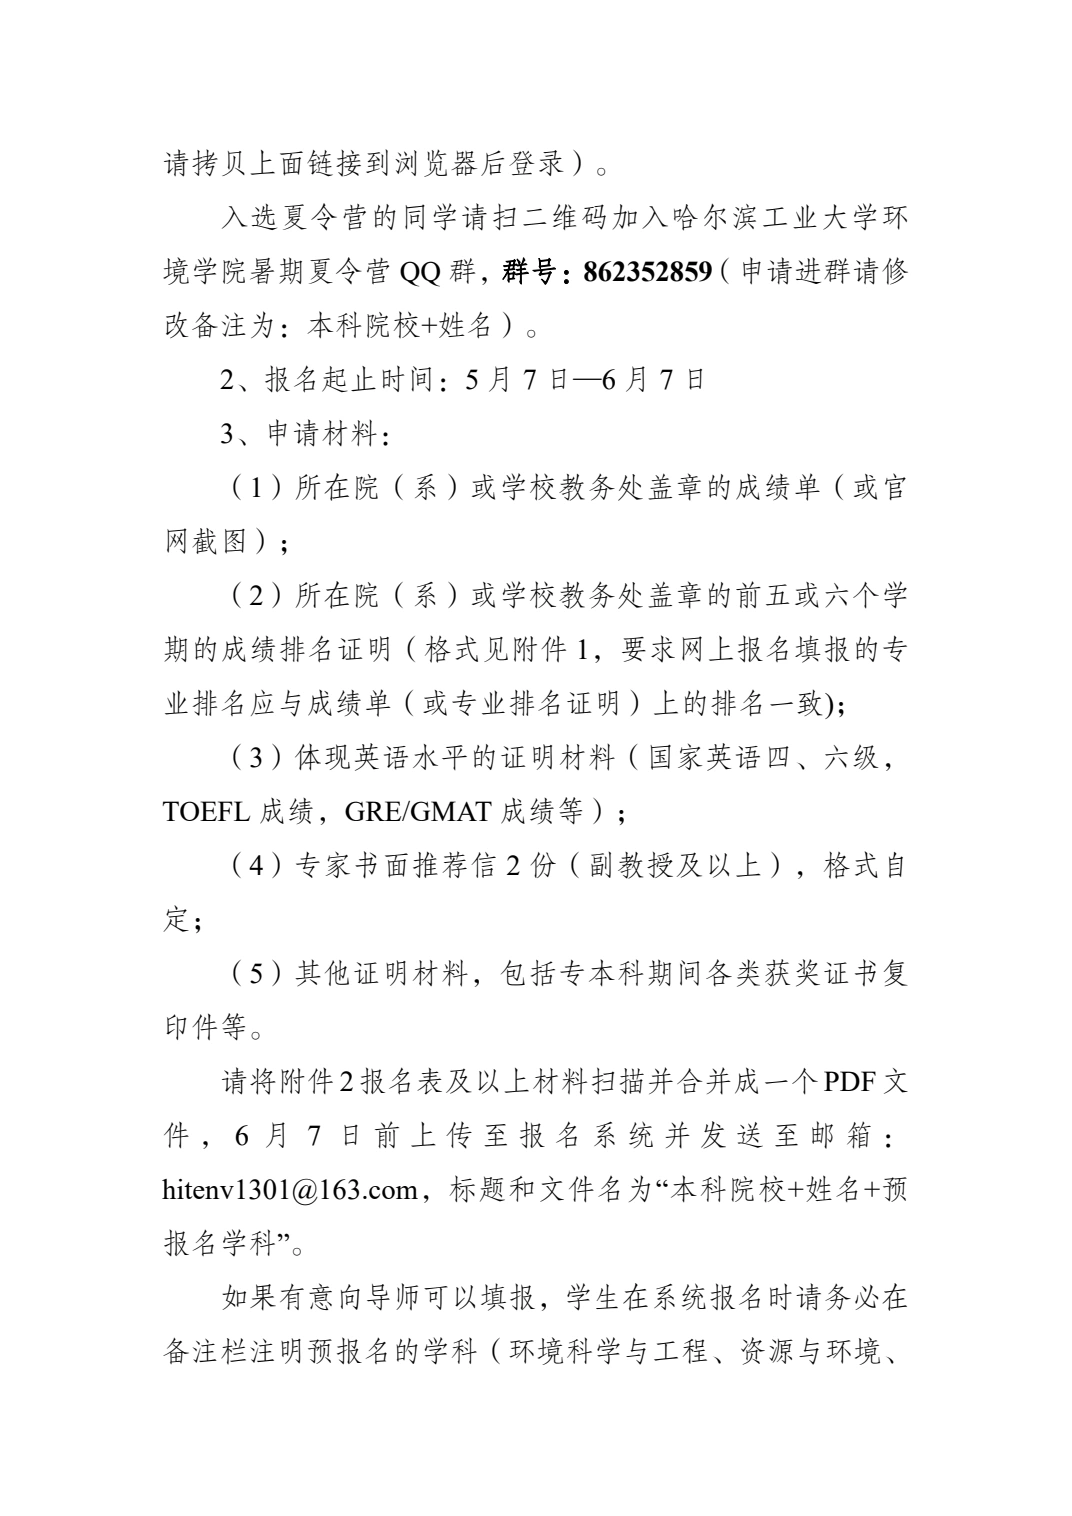 请拷贝上面链接到浏览器后登录）。
入选夏令营的同学请扫二维码加入哈尔滨工业大学环
境学院暑期夏令营 QQ 群，群号：862352859（申请进群请修
改备注为：本科院校+姓名）。
2、报名起止时间：5 月 7 日—6 月 7 日
3、申请材料：
（1）所在院（系）或学校教务处盖章的成绩单（或官
网截图）；
（2）所在院（系）或学校教务处盖章的前五或六个学
期的成绩排名证明（格式见附件 1，要求网上报名填报的专
业排名应与成绩单（或专业排名证明）上的排名一致);
（3）体现英语水平的证明材料（国家英语四、六级，
TOEFL 成绩，GRE/GMAT 成绩等）；
（4）专家书面推荐信 2 份（副教授及以上），格式自
定；
（5）其他证明材料，包括专本科期间各类获奖证书复
印件等。
请将附件 2 报名表及以上材料扫描并合并成一个 PDF 文
件，6 月 7 日前上传至报名系统并发送至邮箱：
hitenv1301@163.com，标题和文件名为“本科院校+姓名+预
报名学科”。
如果有意向导师可以填报，学生在系统报名时请务必在
备注栏注明预报名的学科（环境科学与工程、资源与环境、